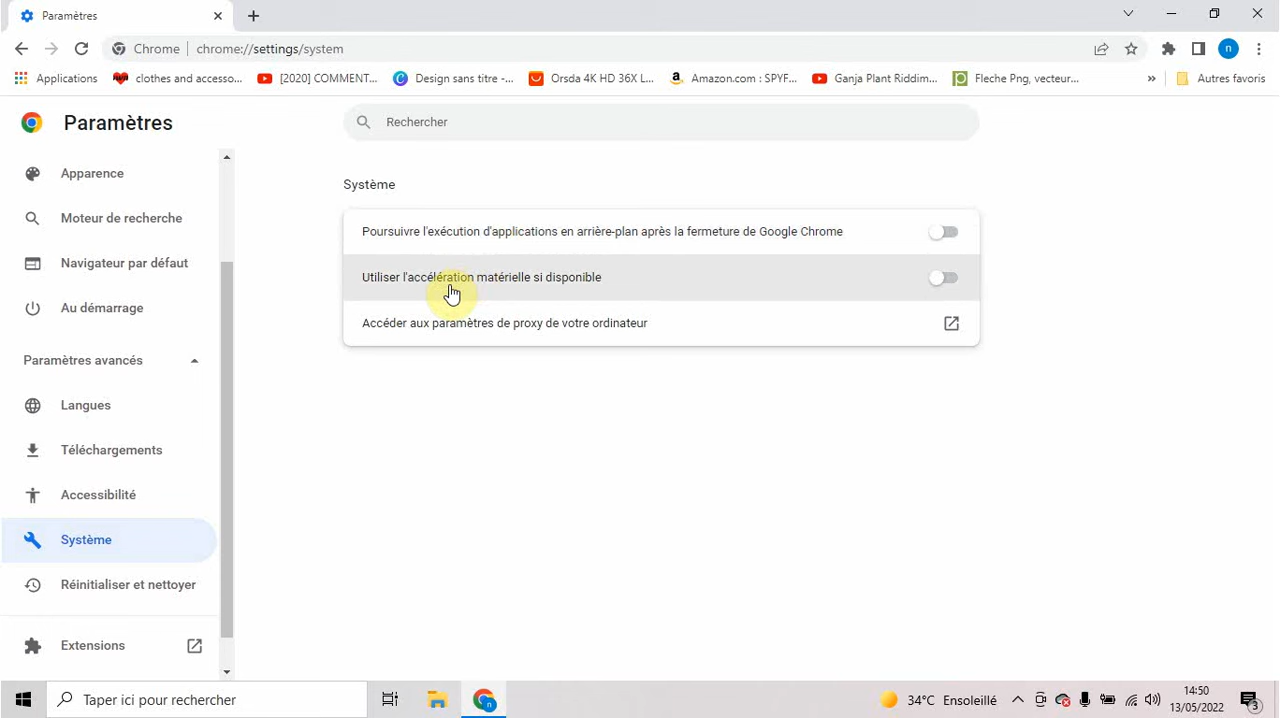 Paramètres
Chrome chrome://settings/system
n
Applications clothes and accesso... [2020] COMMENT... Design sans titre -... Orsda 4K HD 36X L... Amazon.com : SPYF... Ganja Plant Riddim... Fleche Png, vecteur... » Autres favoris
Paramètres
Rechercher
Apparence
Moteur de recherche
Navigateur par défaut
Au démarrage
Paramètres avancés
Langues
Téléchargements
Accessibilité
Système
Réinitialiser et nettoyer
Extensions
Système
Poursuivre l'exécution d'applications en arrière-plan après la fermeture de Google Chrome
Utiliser l'accélération matérielle si disponible
Accéder aux paramètres de proxy de votre ordinateur
Taper ici pour rechercher
n
34°C Ensoleillé
14:50
13/05/2022
3